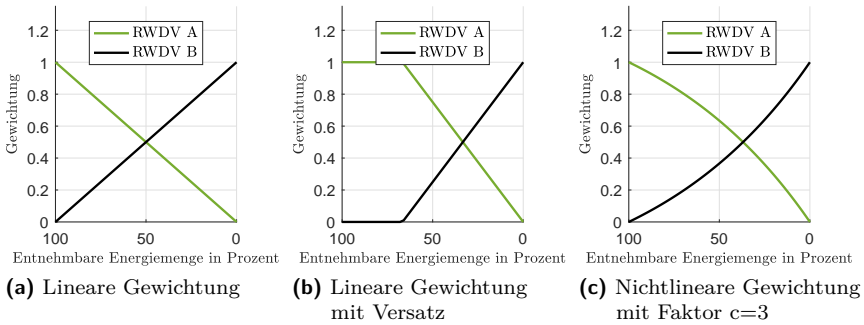 1.2
1
0.8
0.6
0.4
0.2
0
Gewichtung
RWDV A
RWDV B
100 50 0
Entnehmbare Energiemenge in Prozent
(a) Lineare Gewichtung
1.2
1
0.8
0.6
0.4
0.2
0
Gewichtung
RWDV A
RWDV B
100 50 0
Entnehmbare Energiemenge in Prozent
(b) Lineare Gewichtung
mit Versatz
1.2
1
0.8
0.6
0.4
0.2
0
Gewichtung
RWDV A
RWDV B
100 50 0
Entnehmbare Energiemenge in Prozent
(c) Nichtlineare Gewichtung
mit Faktor c=3